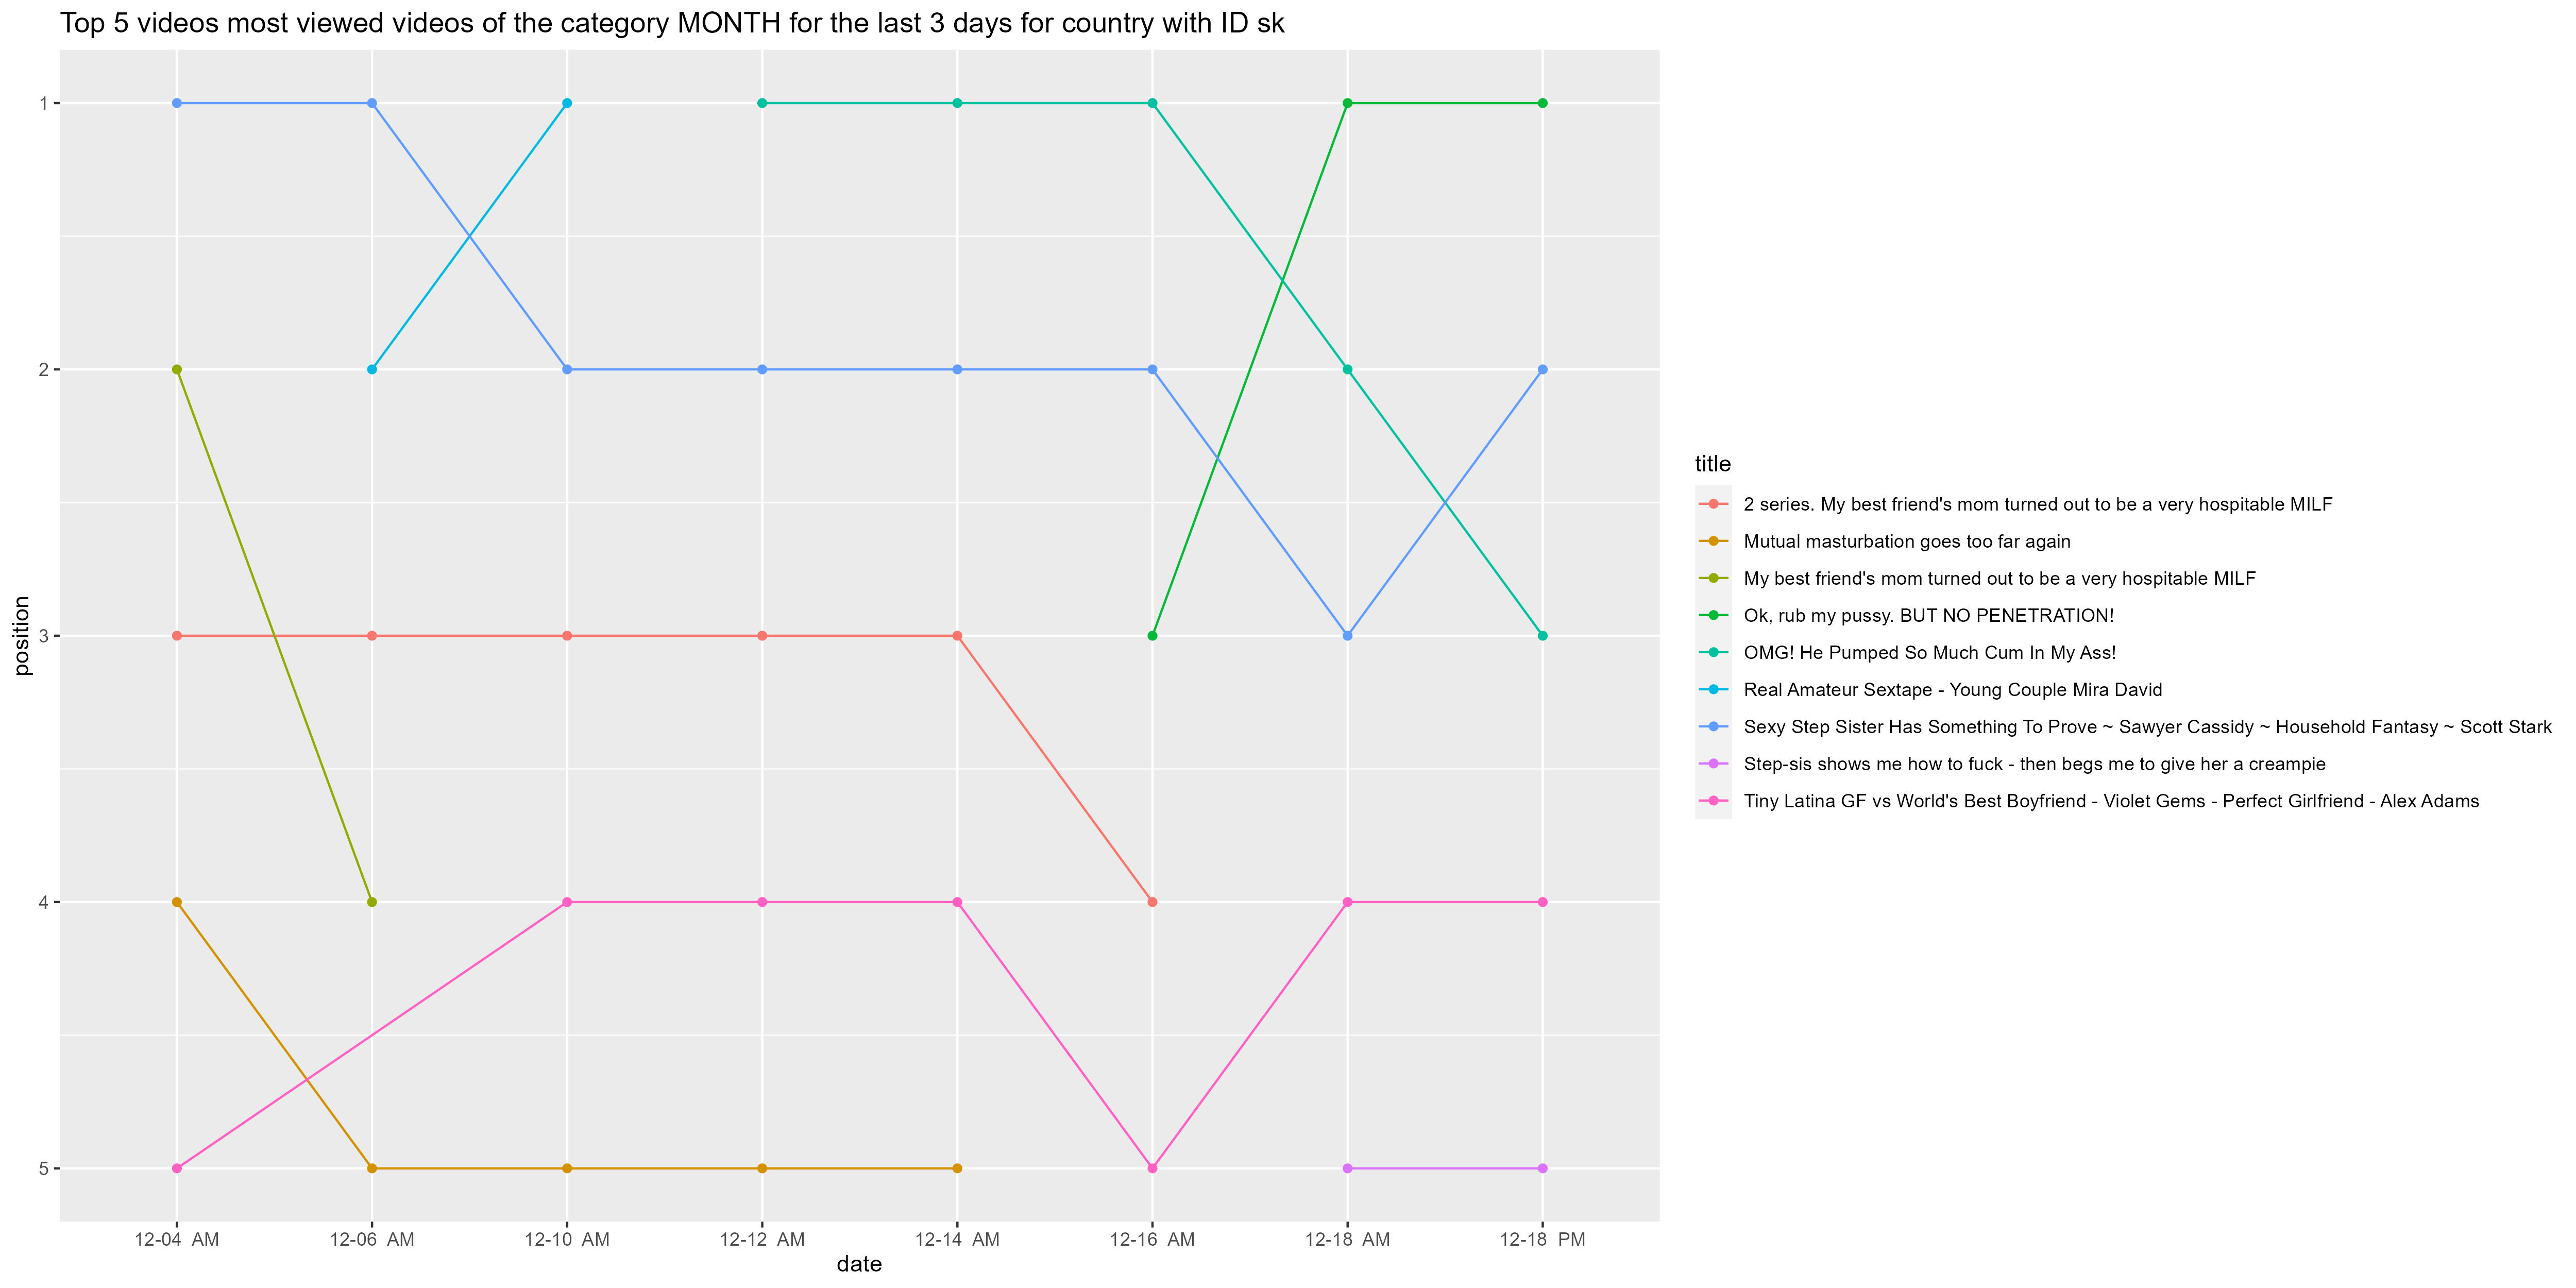 Top 5 videos most viewed videos of the category MONTH for the last 3 days for country with ID sk
1
2
3
4
5
position
12-04 AM
12-06 AM
12-10 AM
12-12 AM
12-14 AM
12-16 AM
12-18 AM
12-18 PM
date
title
2 series. My best friend's mom turned out to be a very hospitable MILF
Mutual masturbation goes too far again
My best friend's mom turned out to be a very hospitable MILF
Ok, rub my pussy. BUT NO PENETRATION!
OMG! He Pumped So Much Cum In My Ass!
Real Amateur Sextape - Young Couple Mira David
Sexy Step Sister Has Something To Prove ~ Sawyer Cassidy ~ Household Fantasy ~ Scott Stark
Step-sis shows me how to fuck - then begs me to give her a creampie
Tiny Latina GF vs World's Best Boyfriend - Violet Gems - Perfect Girlfriend - Alex Adams